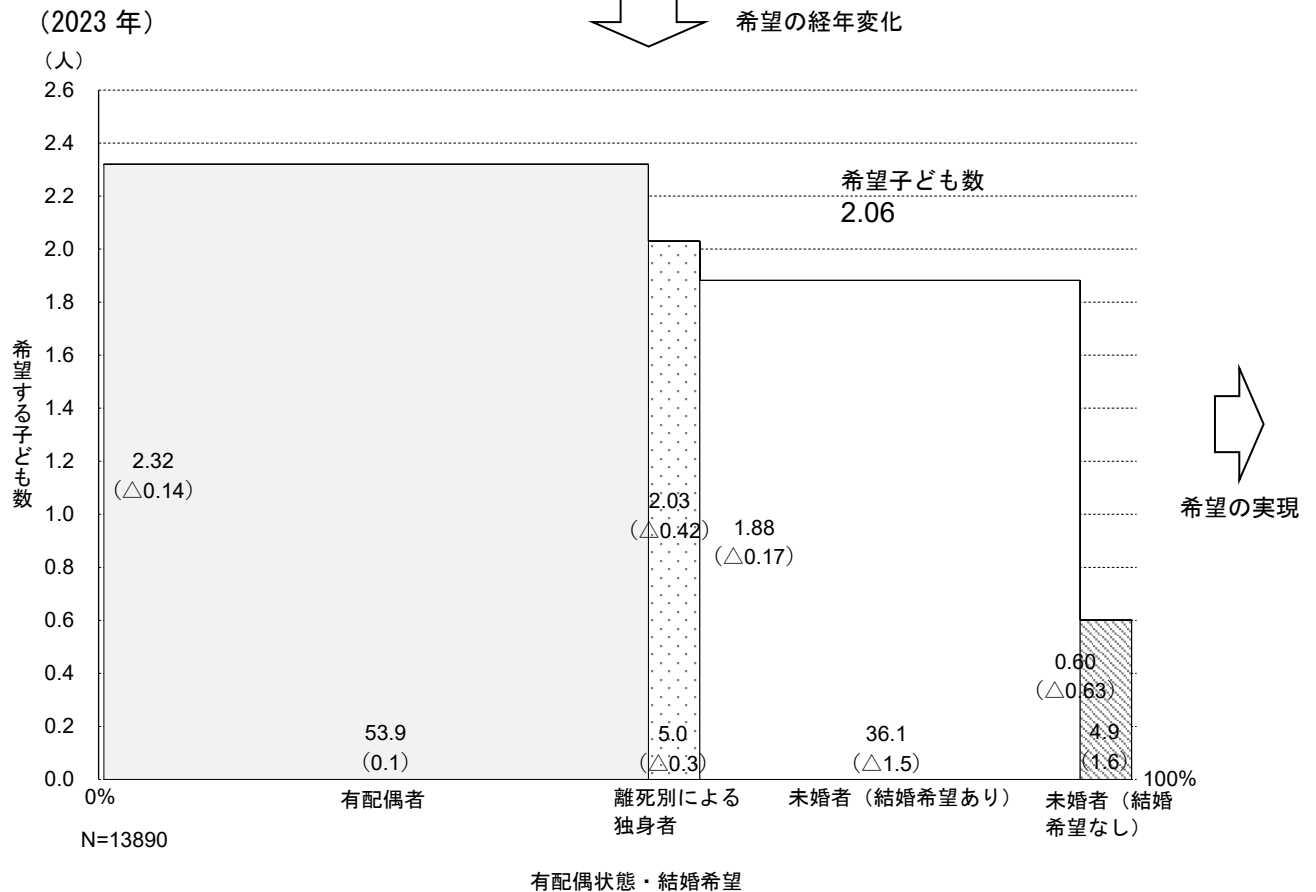 （2023 年）
希望の経年変化
（人）
2.6
2.4
2.2
2.0
1.8
1.6
1.4
1.2
1.0
0.8
0.6
0.4
0.2
0.0
希望する子ども数
希望子ども数
2.06
2.32
（△0.14）
2.03
（△0.42）
1.88
（△0.17）
0.60
（△0.63）
53.9
（0.1）
5.0
（△0.3）
36.1
（△1.5）
4.9
（1.6）
希望の実現
0%
100%
有配偶者
離死別による
独身者
未婚者（結婚希望あり）
未婚者（結婚
希望なし）
N=13890
有配偶状態・結婚希望